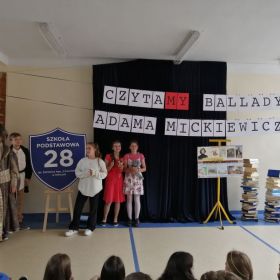 CZYTAMY BALLADY
ADAMA MICKIEWICZ
SZKOŁA
PODSTAWOWA
28